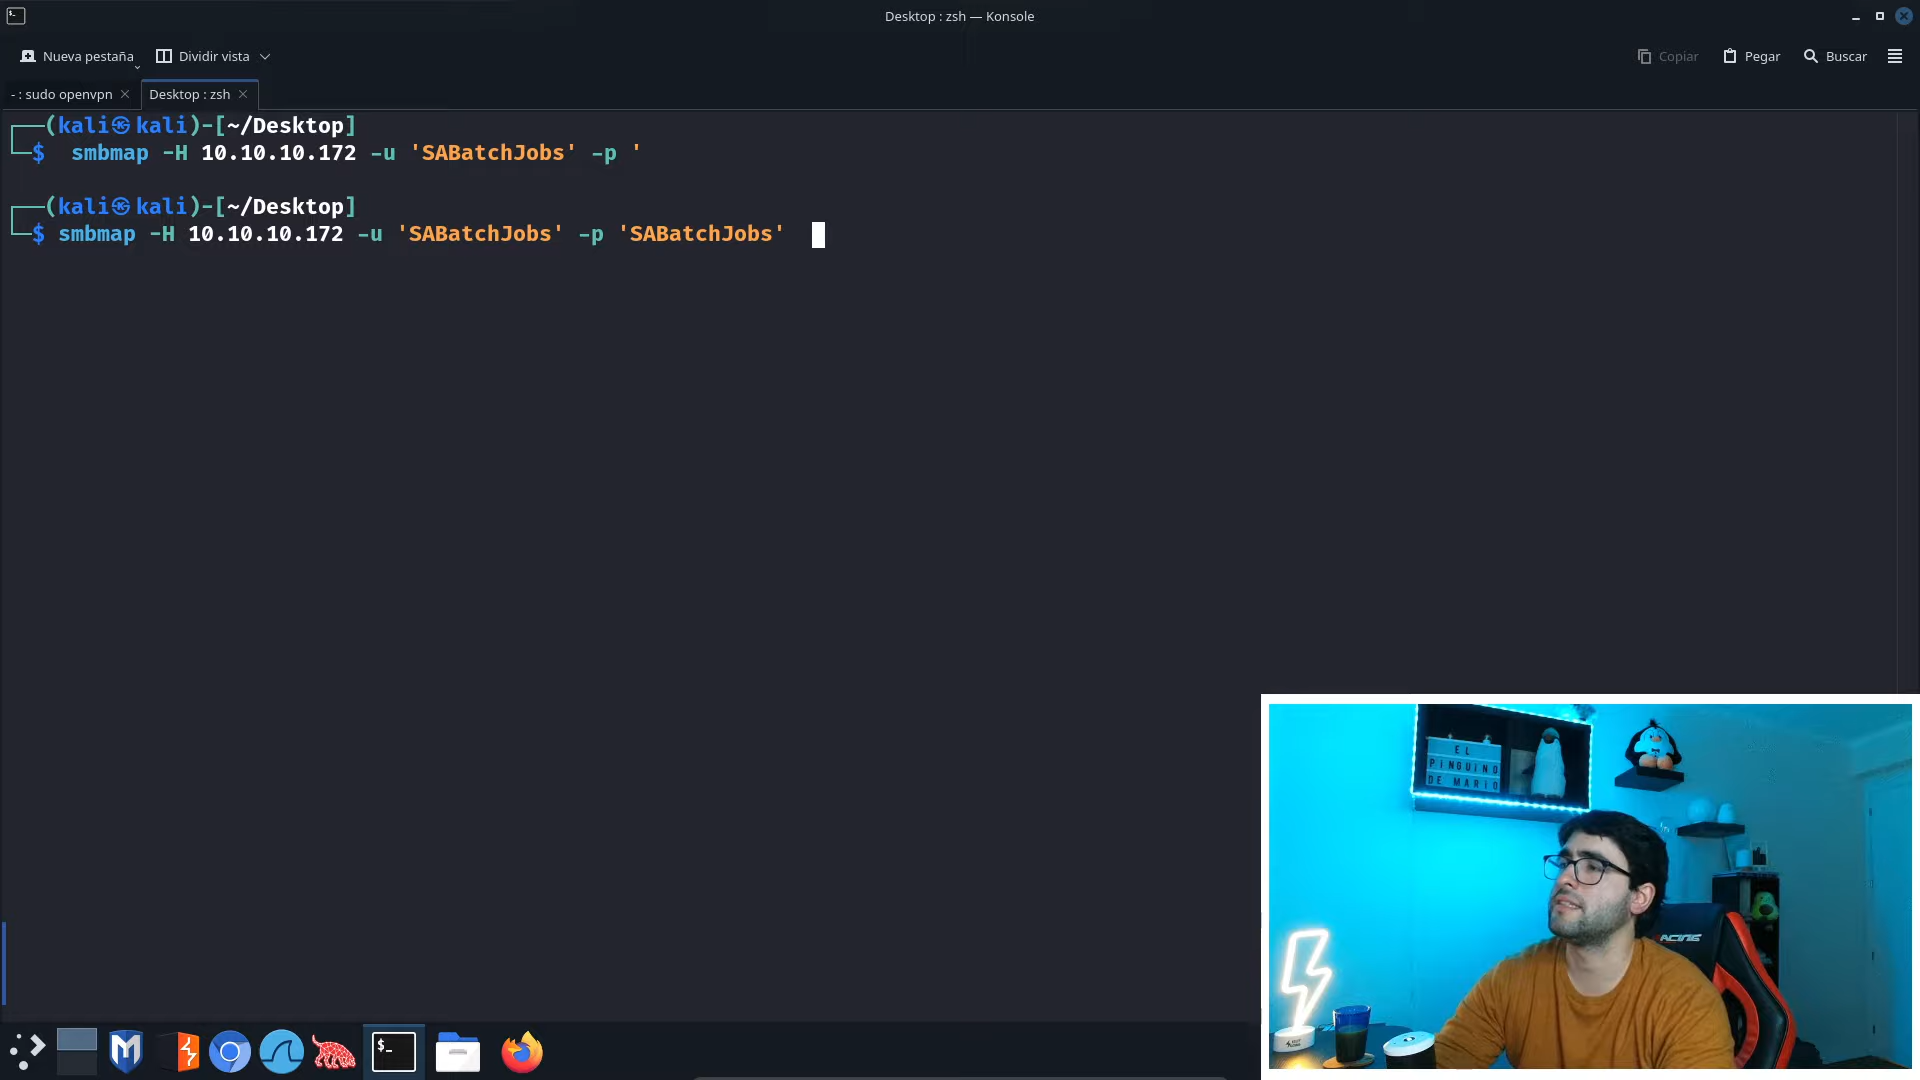 Desktop : zsh — Konsole
Nueva pestaña
Dividir vista
Copiar
Pegar
Buscar
- : sudo openvpn
Desktop : zsh
(kali㉿kali)-[~/Desktop]
$ smbmap -H 10.10.10.172 -u 'SABatchJobs' -p '
(kali㉿kali)-[~/Desktop]
$ smbmap -H 10.10.10.172 -u 'SABatchJobs' -p 'SABatchJobs'
EL
PiNGUiNO
DE MARiO
RACING
$_